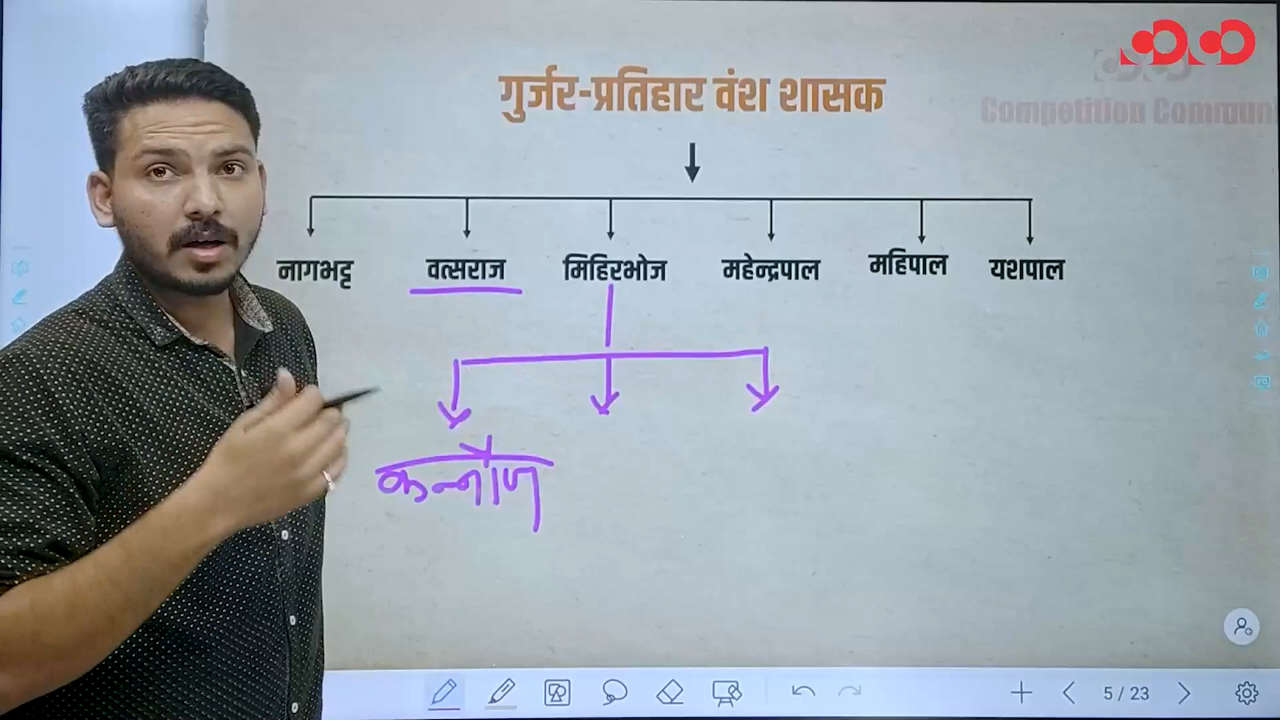 गुर्जर-प्रतिहार वंश शासक
Competition Commun
नागभट्ट वत्सराज मिहिरभोज महेन्द्रपाल महिपाल यशपाल
कन्नौज
5 / 23